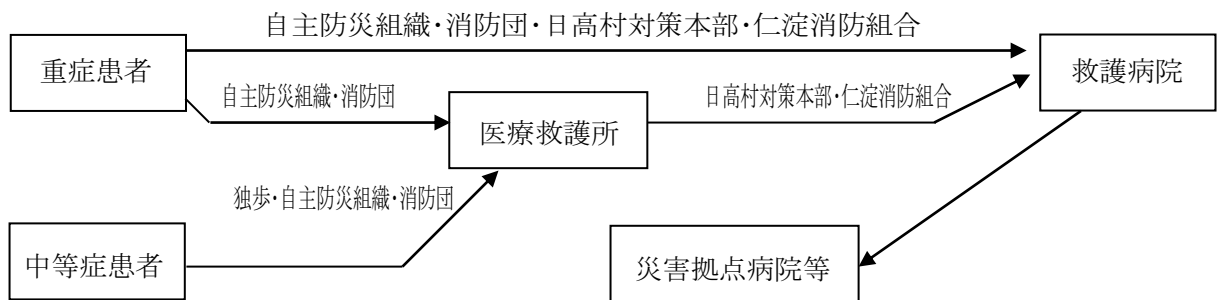 自主防災組織・消防団・日高村対策本部・仁淀消防組合
重症患者
救護病院
自主防災組織・消防団
日高村対策本部・仁淀消防組合
医療救護所
独歩・自主防災組織・消防団
中等症患者
災害拠点病院等